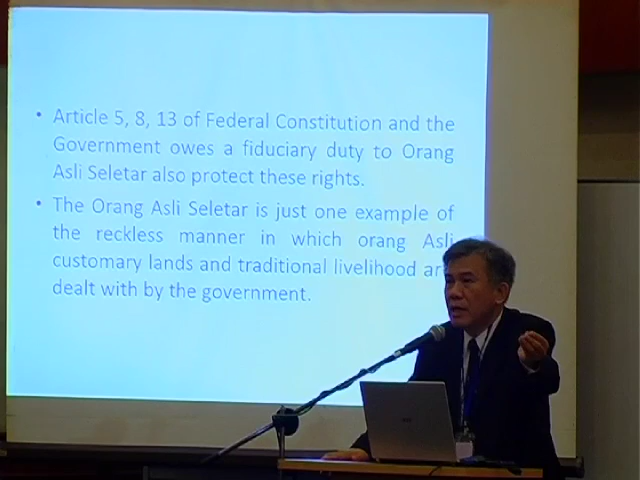 • Article 5, 8, 13 of Federal Constitution and the
Government owes a fiduciary duty to Orang
Asli Seletar also protect these rights.
• The Orang Asli Seletar is just one example of
the reckless manner in which orang Asli
customary lands and traditional livelihood are
dealt with by the government.